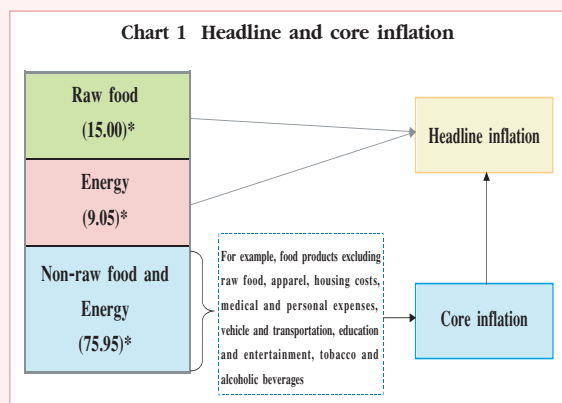 Chart 1 Headline and core inflation
Raw food
(15.00)*
Energy
(9.05)*
Non-raw food and
Energy
(75.95)*
For example, food products excluding
raw food, apparel, housing costs,
medical and personal expenses,
vehicle and transportation, education
and entertainment, tobacco and
alcoholic beverages
Headline inflation
Core inflation